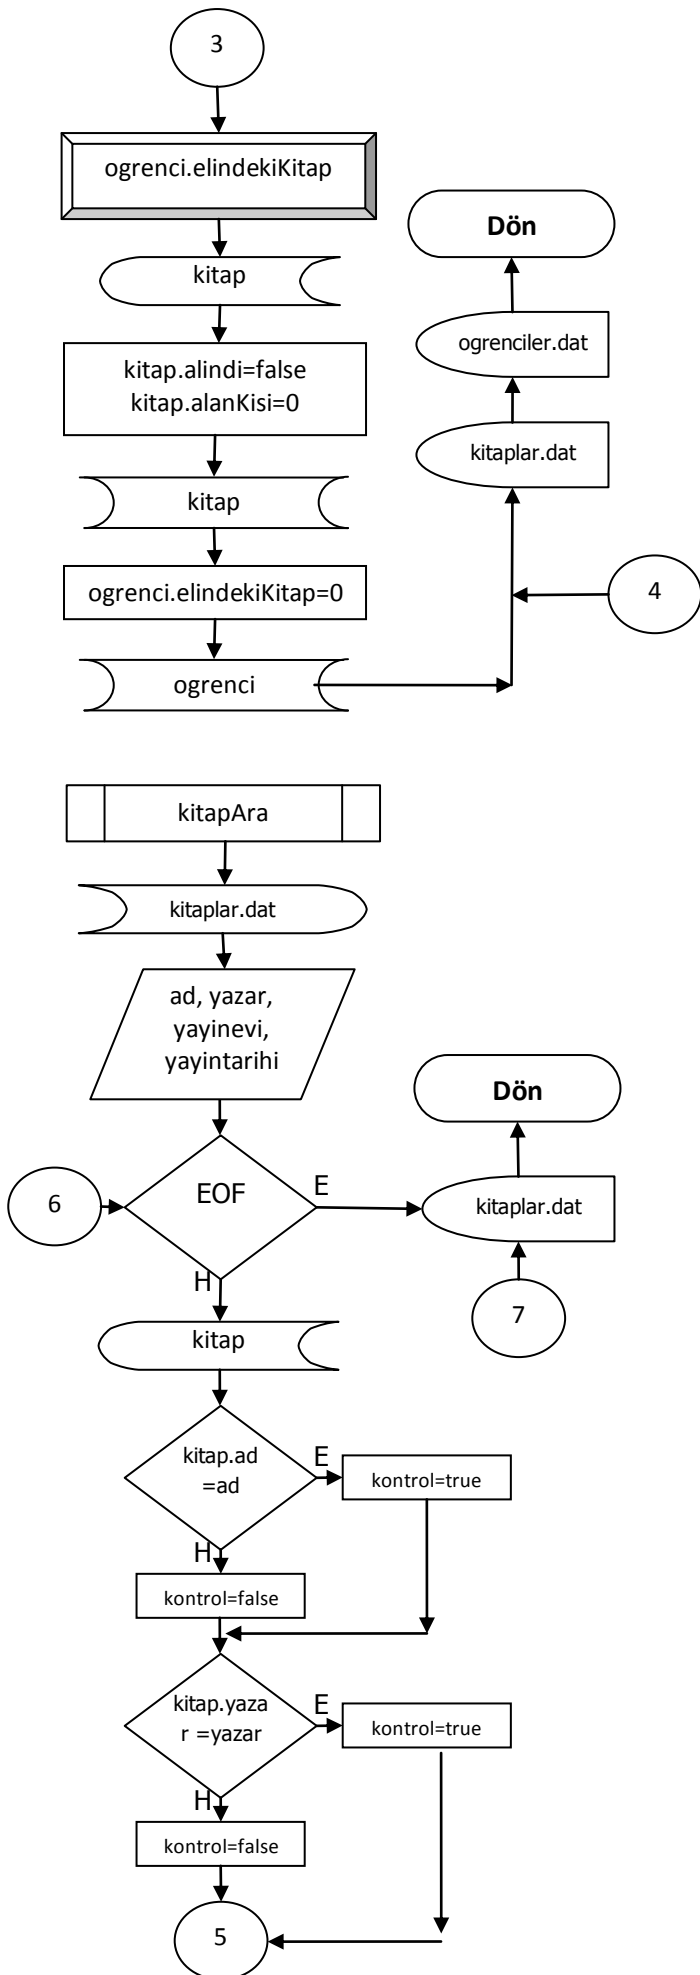 3
ogrenci.elindekiKitap
kitap
kitap.alindi=false
kitap.alanKisi=0
kitap
ogrenci.elindekiKitap=0
ogrenci
Dön
ogrenciler.dat
kitaplar.dat
4
kitapAra
kitaplar.dat
ad, yazar,
yayinevi,
yayintarihi
Dön
6
EOF
E
kitaplar.dat
H
7
kitap
kitap.ad
=ad
E
kontrol=true
H
kontrol=false
kitap.yaza
r =yazar
E
kontrol=true
H
kontrol=false
5